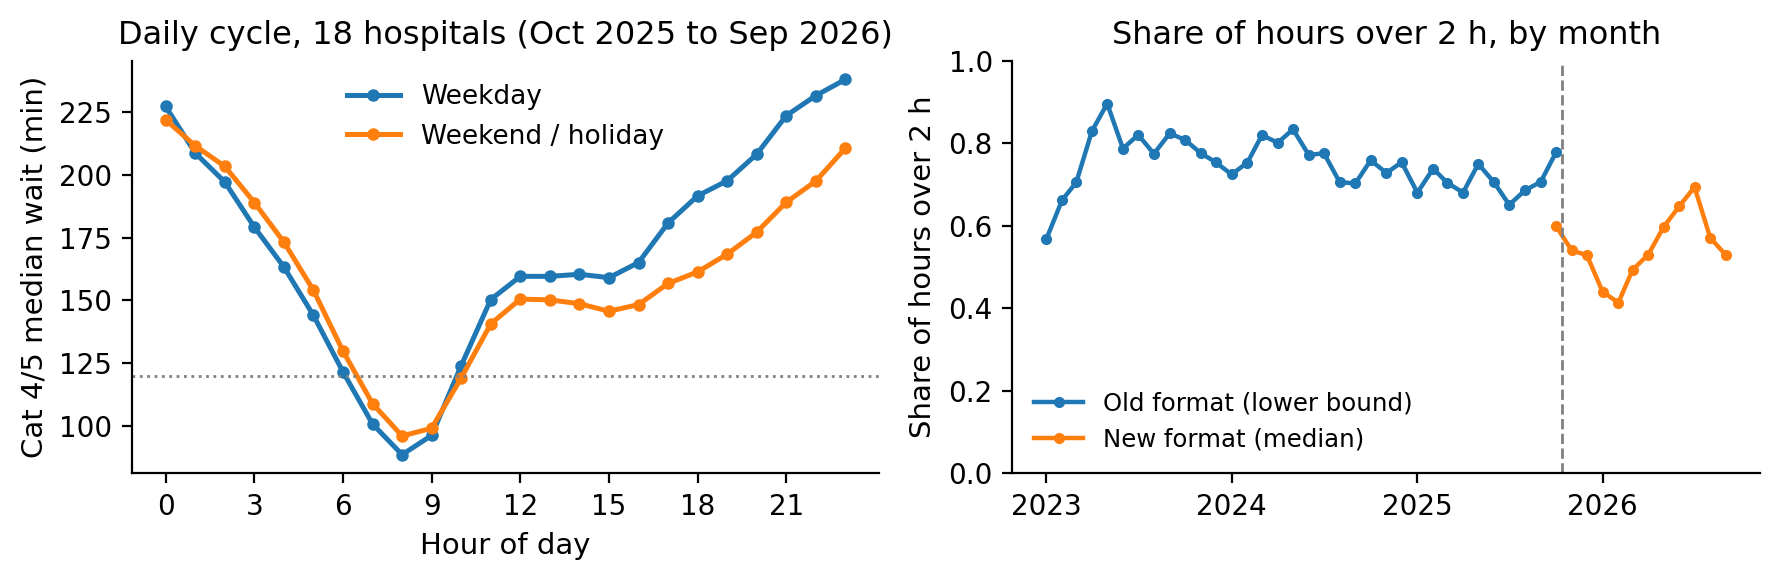 Daily cycle, 18 hospitals (Oct 2025 to Sep 2026)
Cat 4/5 median wait (min)
225
200
175
150
125
100
Weekday
Weekend / holiday
0 3 6 9 12 15 18 21
Hour of day
Share of hours over 2 h, by month
Share of hours over 2 h
1.0
0.8
0.6
0.4
0.2
0.0
Old format (lower bound)
New format (median)
2023 2024 2025 2026